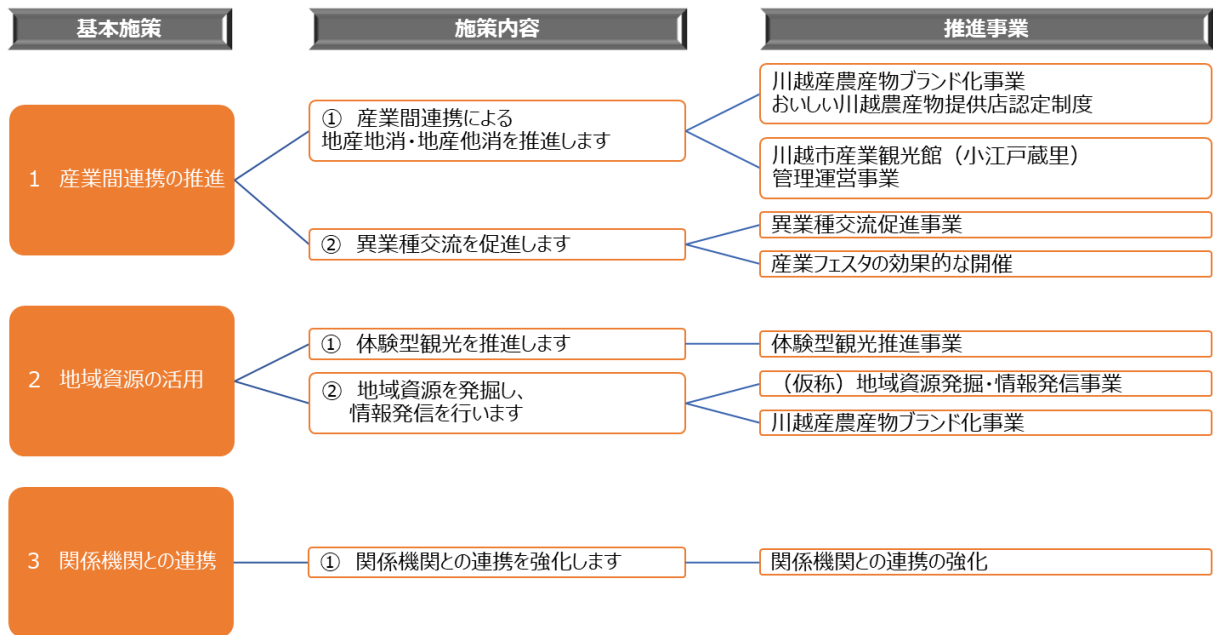 基本施策
施策内容
推進事業
1 産業間連携の推進
① 産業間連携による
地産地消・地産他消を推進します
川越産農産物ブランド化事業
おいしい川越農産物提供店認定制度
川越市産業観光館（小江戸蔵里）
管理運営事業
② 異業種交流を促進します
異業種交流促進事業
産業フェスタの効果的な開催
2 地域資源の活用
① 体験型観光を推進します
体験型観光推進事業
② 地域資源を発掘し、
情報発信を行います
（仮称）地域資源発掘・情報発信事業
川越産農産物ブランド化事業
3 関係機関との連携
① 関係機関との連携を強化します
関係機関との連携の強化